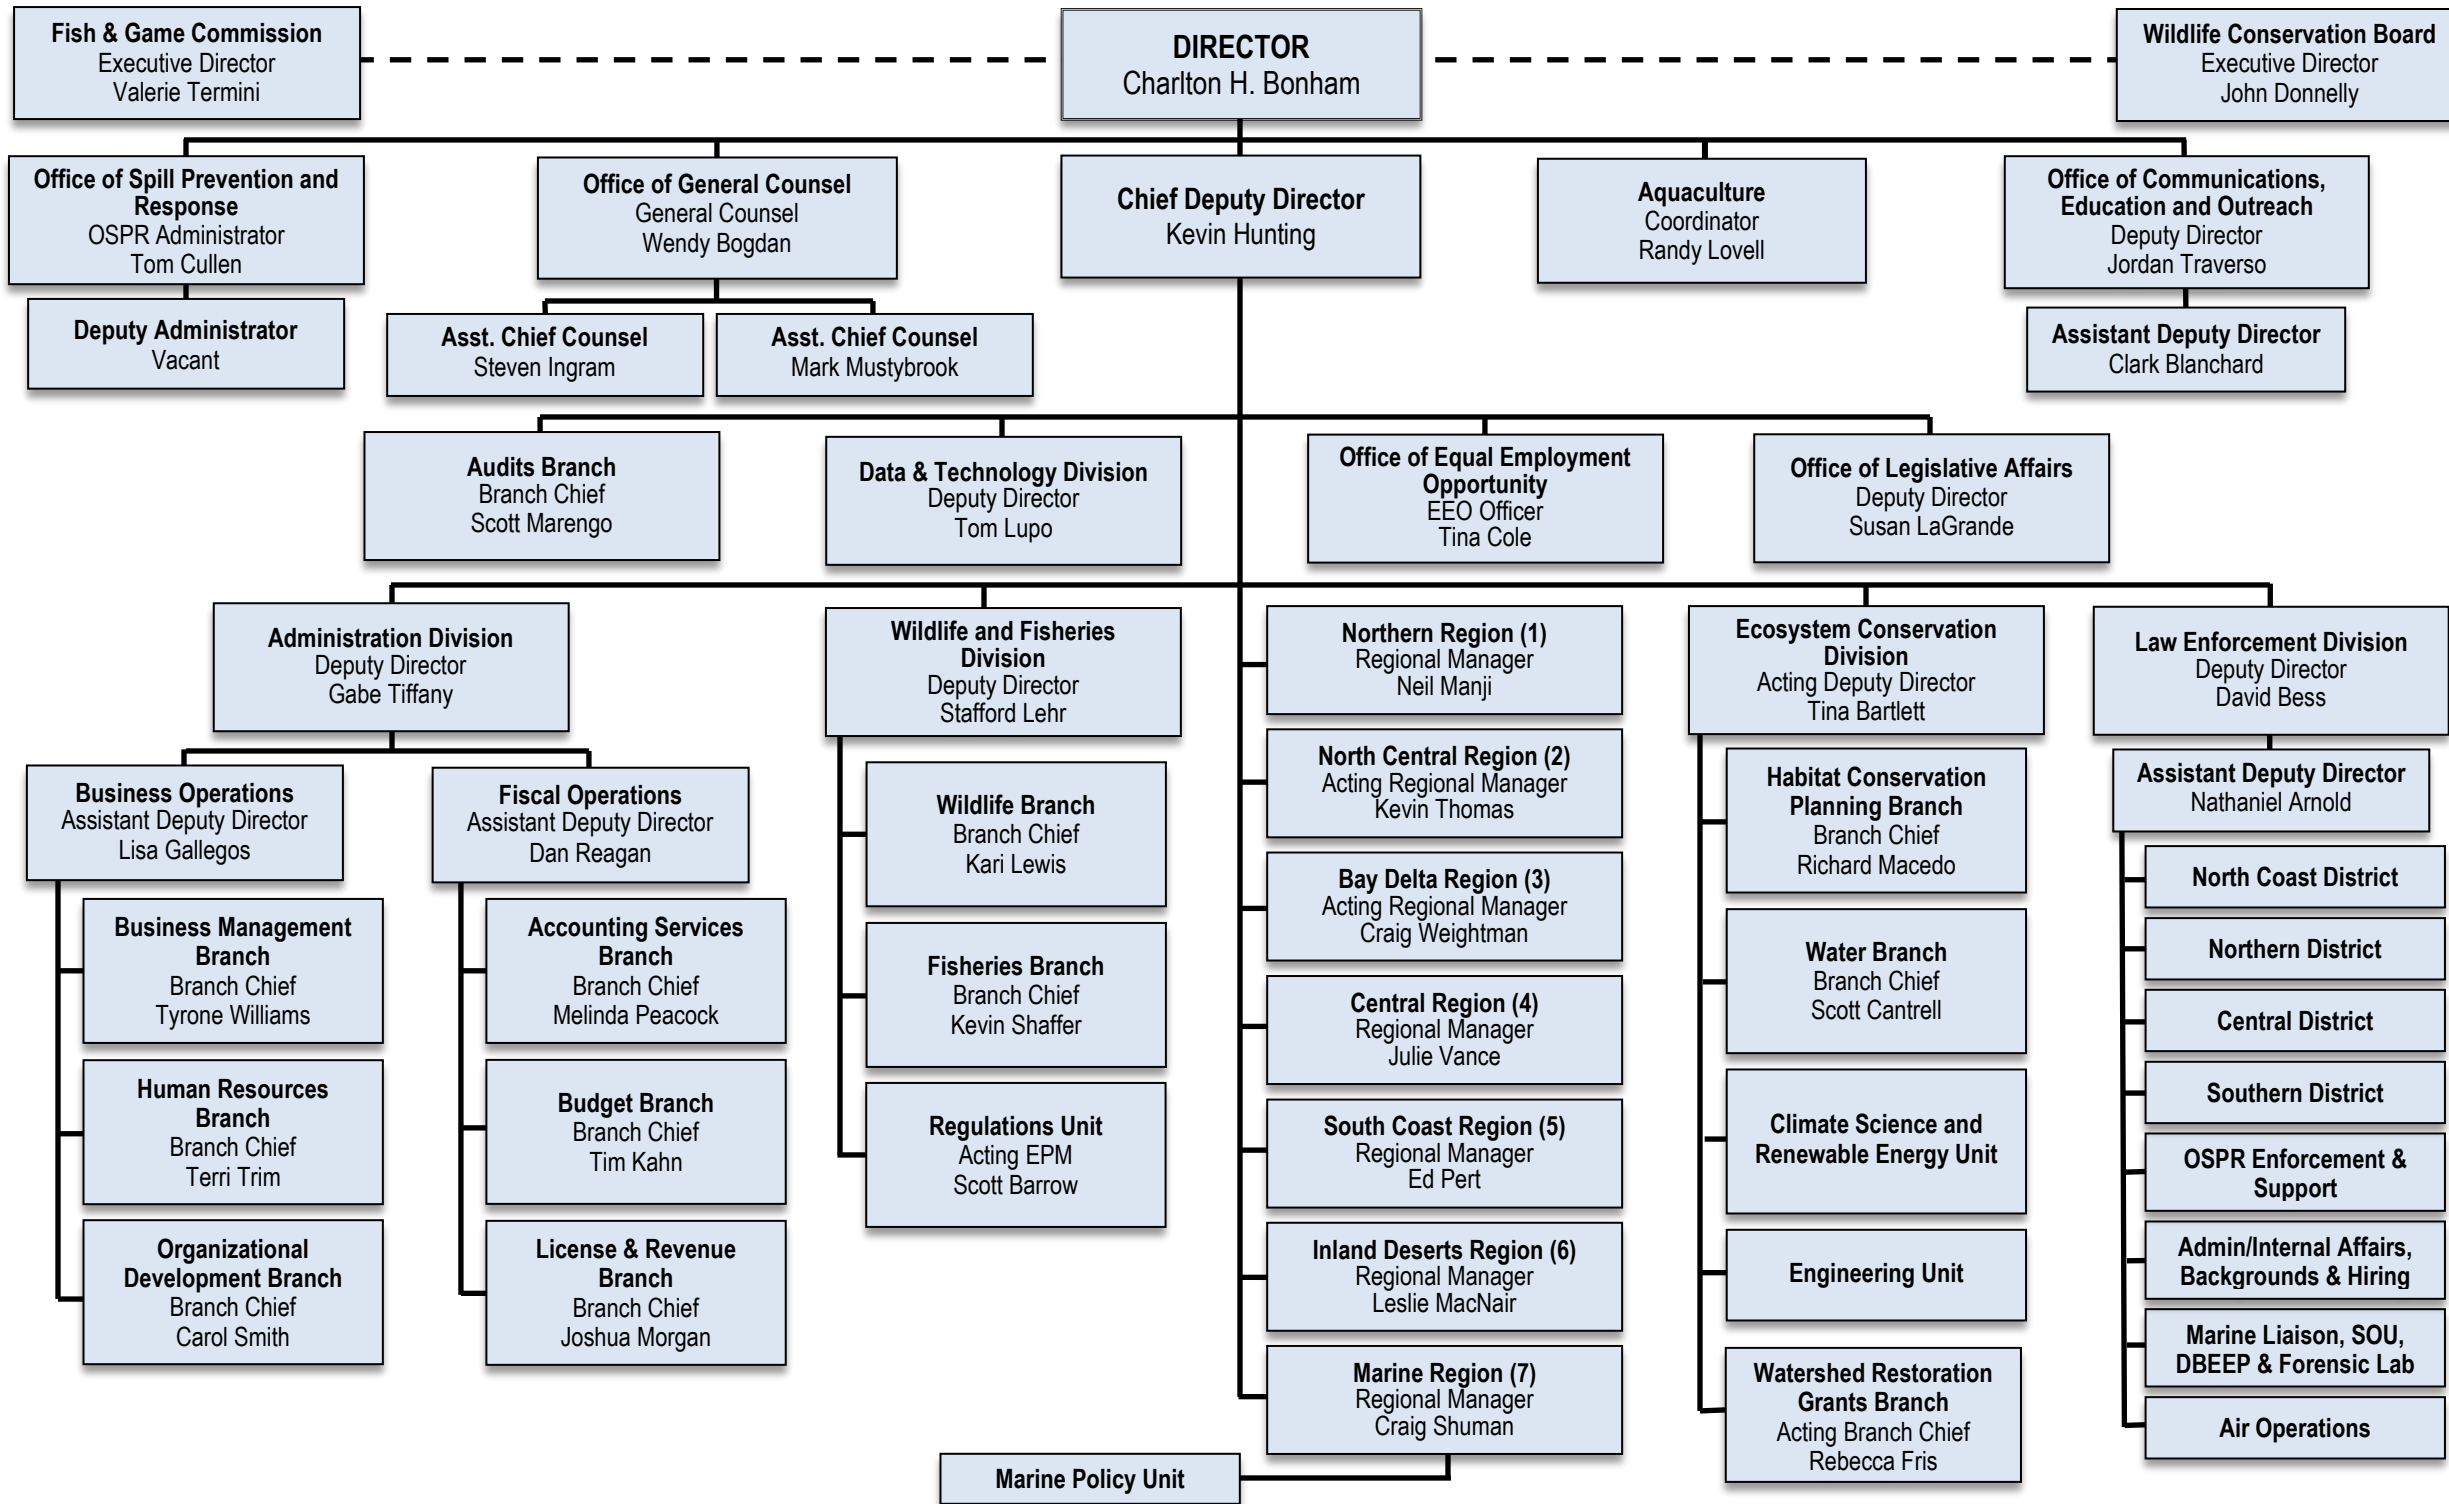 Fish & Game Commission
Executive Director
Valerie Termini
DIRECTOR
Charlton H. Bonham
Wildlife Conservation Board
Executive Director
John Donnelly
Office of Spill Prevention and
Response
OSPR Administrator
Tom Cullen
Office of General Counsel
General Counsel
Wendy Bogdan
Chief Deputy Director
Kevin Hunting
Aquaculture
Coordinator
Randy Lovell
Office of Communications,
Education and Outreach
Deputy Director
Jordan Traverso
Deputy Administrator
Vacant
Asst. Chief Counsel
Steven Ingram
Asst. Chief Counsel
Mark Mustybrook
Assistant Deputy Director
Clark Blanchard
Audits Branch
Branch Chief
Scott Marengo
Data & Technology Division
Deputy Director
Tom Lupo
Office of Equal Employment
Opportunity
EEO Officer
Tina Cole
Office of Legislative Affairs
Deputy Director
Susan LaGrande
Administration Division
Deputy Director
Gabe Tiffany
Business Operations
Assistant Deputy Director
Lisa Gallegos
Business Management
Branch
Branch Chief
Tyrone Williams
Human Resources
Branch
Branch Chief
Terri Trim
Organizational
Development Branch
Branch Chief
Carol Smith
Fiscal Operations
Assistant Deputy Director
Dan Reagan
Accounting Services
Branch
Branch Chief
Melinda Peacock
Budget Branch
Branch Chief
Tim Kahn
License & Revenue
Branch
Branch Chief
Joshua Morgan
Wildlife and Fisheries
Division
Deputy Director
Stafford Lehr
Wildlife Branch
Branch Chief
Kari Lewis
Fisheries Branch
Branch Chief
Kevin Shaffer
Regulations Unit
Acting EPM
Scott Barrow
Northern Region (1)
Regional Manager
Neil Manji
North Central Region (2)
Acting Regional Manager
Kevin Thomas
Bay Delta Region (3)
Acting Regional Manager
Craig Weightman
Central Region (4)
Regional Manager
Julie Vance
South Coast Region (5)
Regional Manager
Ed Pert
Inland Deserts Region (6)
Regional Manager
Leslie MacNair
Marine Region (7)
Regional Manager
Craig Shuman
Marine Policy Unit
Ecosystem Conservation
Division
Acting Deputy Director
Tina Bartlett
Habitat Conservation
Planning Branch
Branch Chief
Richard Macedo
Water Branch
Branch Chief
Scott Cantrell
Climate Science and
Renewable Energy Unit
Engineering Unit
Watershed Restoration
Grants Branch
Acting Branch Chief
Rebecca Fris
Law Enforcement Division
Deputy Director
David Bess
Assistant Deputy Director
Nathaniel Arnold
North Coast District
Northern District
Central District
Southern District
OSPR Enforcement &
Support
Admin/Internal Affairs,
Backgrounds & Hiring
Marine Liaison, SOU,
DBEEP & Forensic Lab
Air Operations